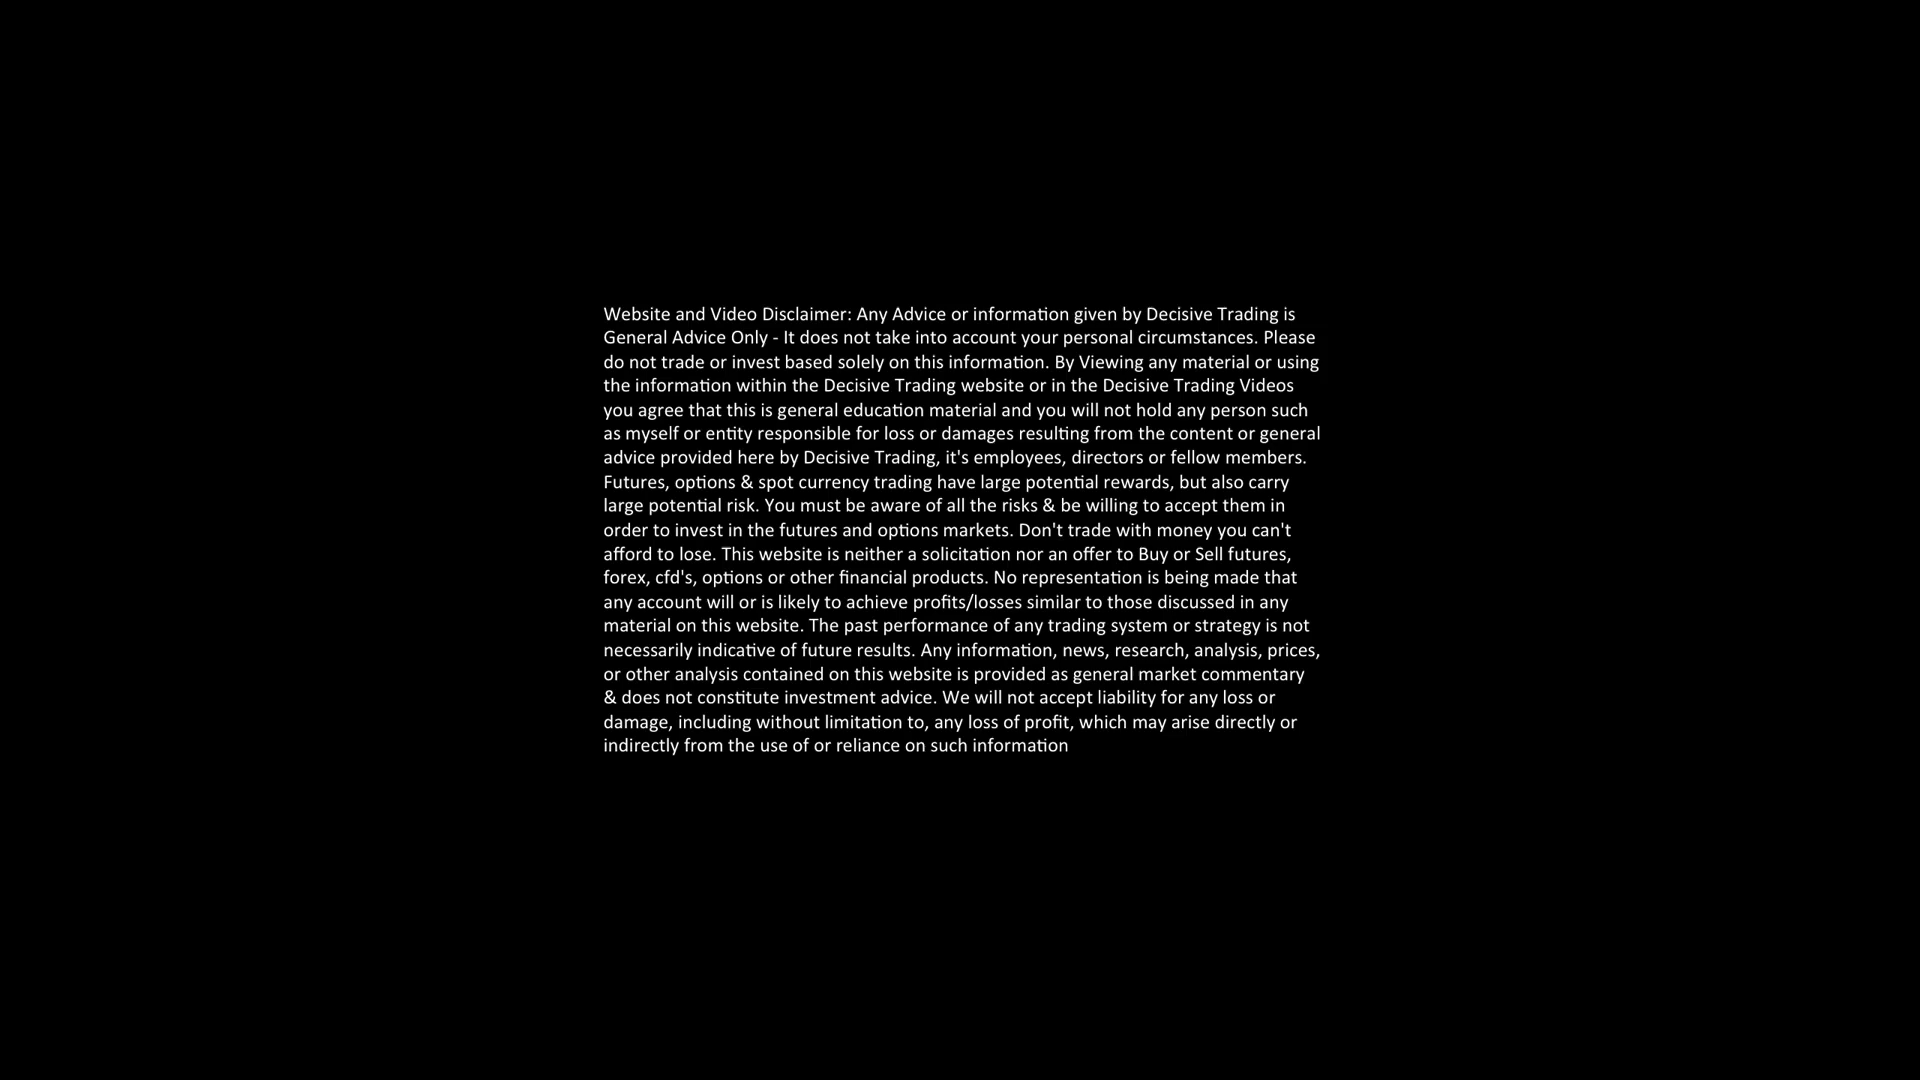 Website and Video Disclaimer: Any Advice or information given by Decisive Trading is
General Advice Only - It does not take into account your personal circumstances. Please
do not trade or invest based solely on this information. By Viewing any material or using
the information within the Decisive Trading website or in the Decisive Trading Videos
you agree that this is general education material and you will not hold any person such
as myself or entity responsible for loss or damages resulting from the content or general
advice provided here by Decisive Trading, it's employees, directors or fellow members.
Futures, options & spot currency trading have large potential rewards, but also carry
large potential risk. You must be aware of all the risks & be willing to accept them in
order to invest in the futures and options markets. Don't trade with money you can't
afford to lose. This website is neither a solicitation nor an offer to Buy or Sell futures,
forex, cfd's, options or other financial products. No representation is being made that
any account will or is likely to achieve profits/losses similar to those discussed in any
material on this website. The past performance of any trading system or strategy is not
necessarily indicative of future results. Any information, news, research, analysis, prices,
or other analysis contained on this website is provided as general market commentary
& does not constitute investment advice. We will not accept liability for any loss or
damage, including without limitation to, any loss of profit, which may arise directly or
indirectly from the use of or reliance on such information